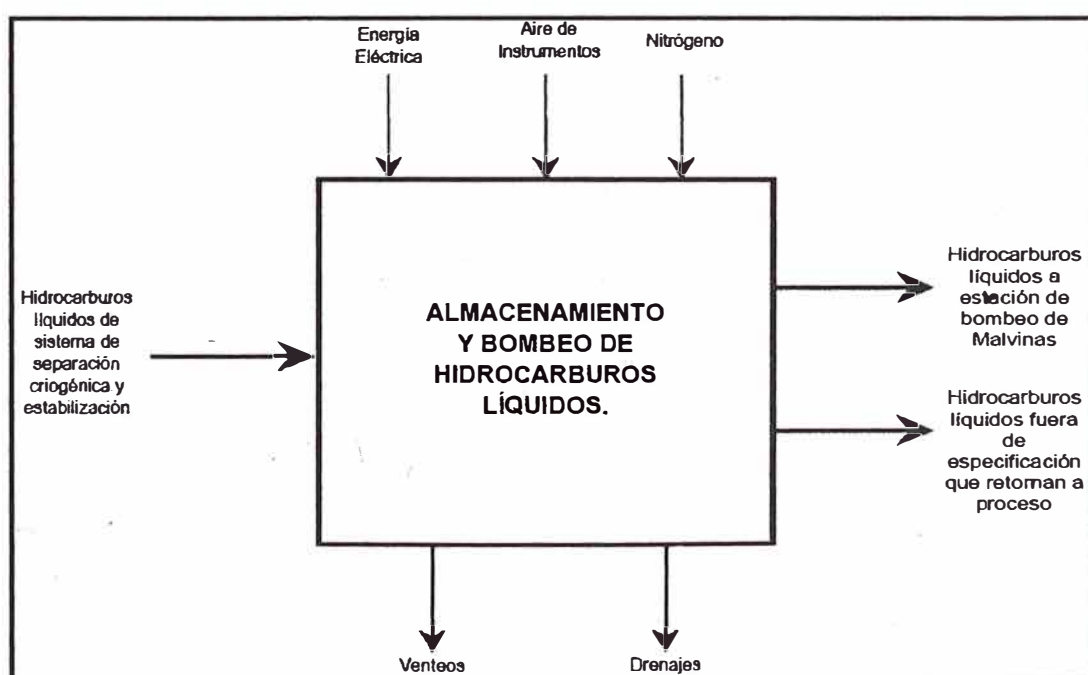 Energía
Eléctrica
Aire de
Instrumentos
Nitrógeno
Hidrocarburos
líquidos de
sistema de
separación
criogénica y
estabilización
ALMACENAMIENTO
Y BOMBEO DE
HIDROCARBUROS
LÍQUIDOS.
Hidrocarburos
líquidos a
estación de
bombeo de
Malvinas
Hidrocarburos
líquidos fuera
de
especificación
que retornan a
proceso
Venteos
Drenajes